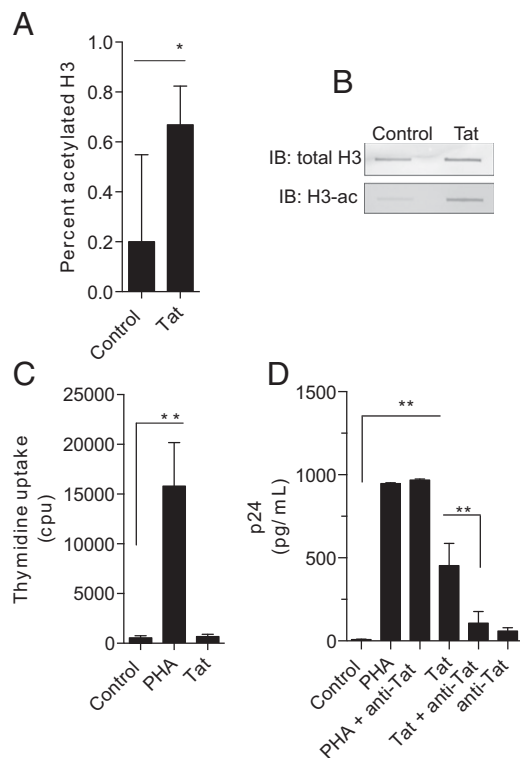 A
Percent acetylated H3
1.0
0.8
0.6
0.4
0.2
0.0
*
Control
Tat
B
Control Tat
IB: total H3
IB: H3-ac
C
Thymidine uptake
(cpu)
25000
20000
15000
10000
5000
0
**
Control
PHA
Tat
D
p24
(pg/mL)
1500
1000
500
0
**
**
Control
PHA
PHA + anti-Tat
Tat
Tat + anti-Tat
anti-Tat